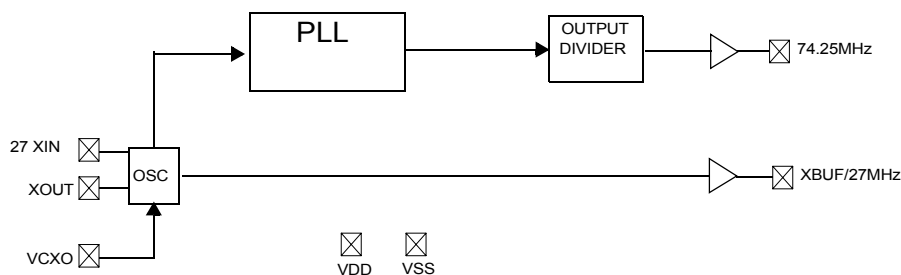 PLL
OUTPUT
DIVIDER
74.25MHz
27 XIN
OSC
XOUT
XBUF/27MHz
VCXO
VDD
VSS